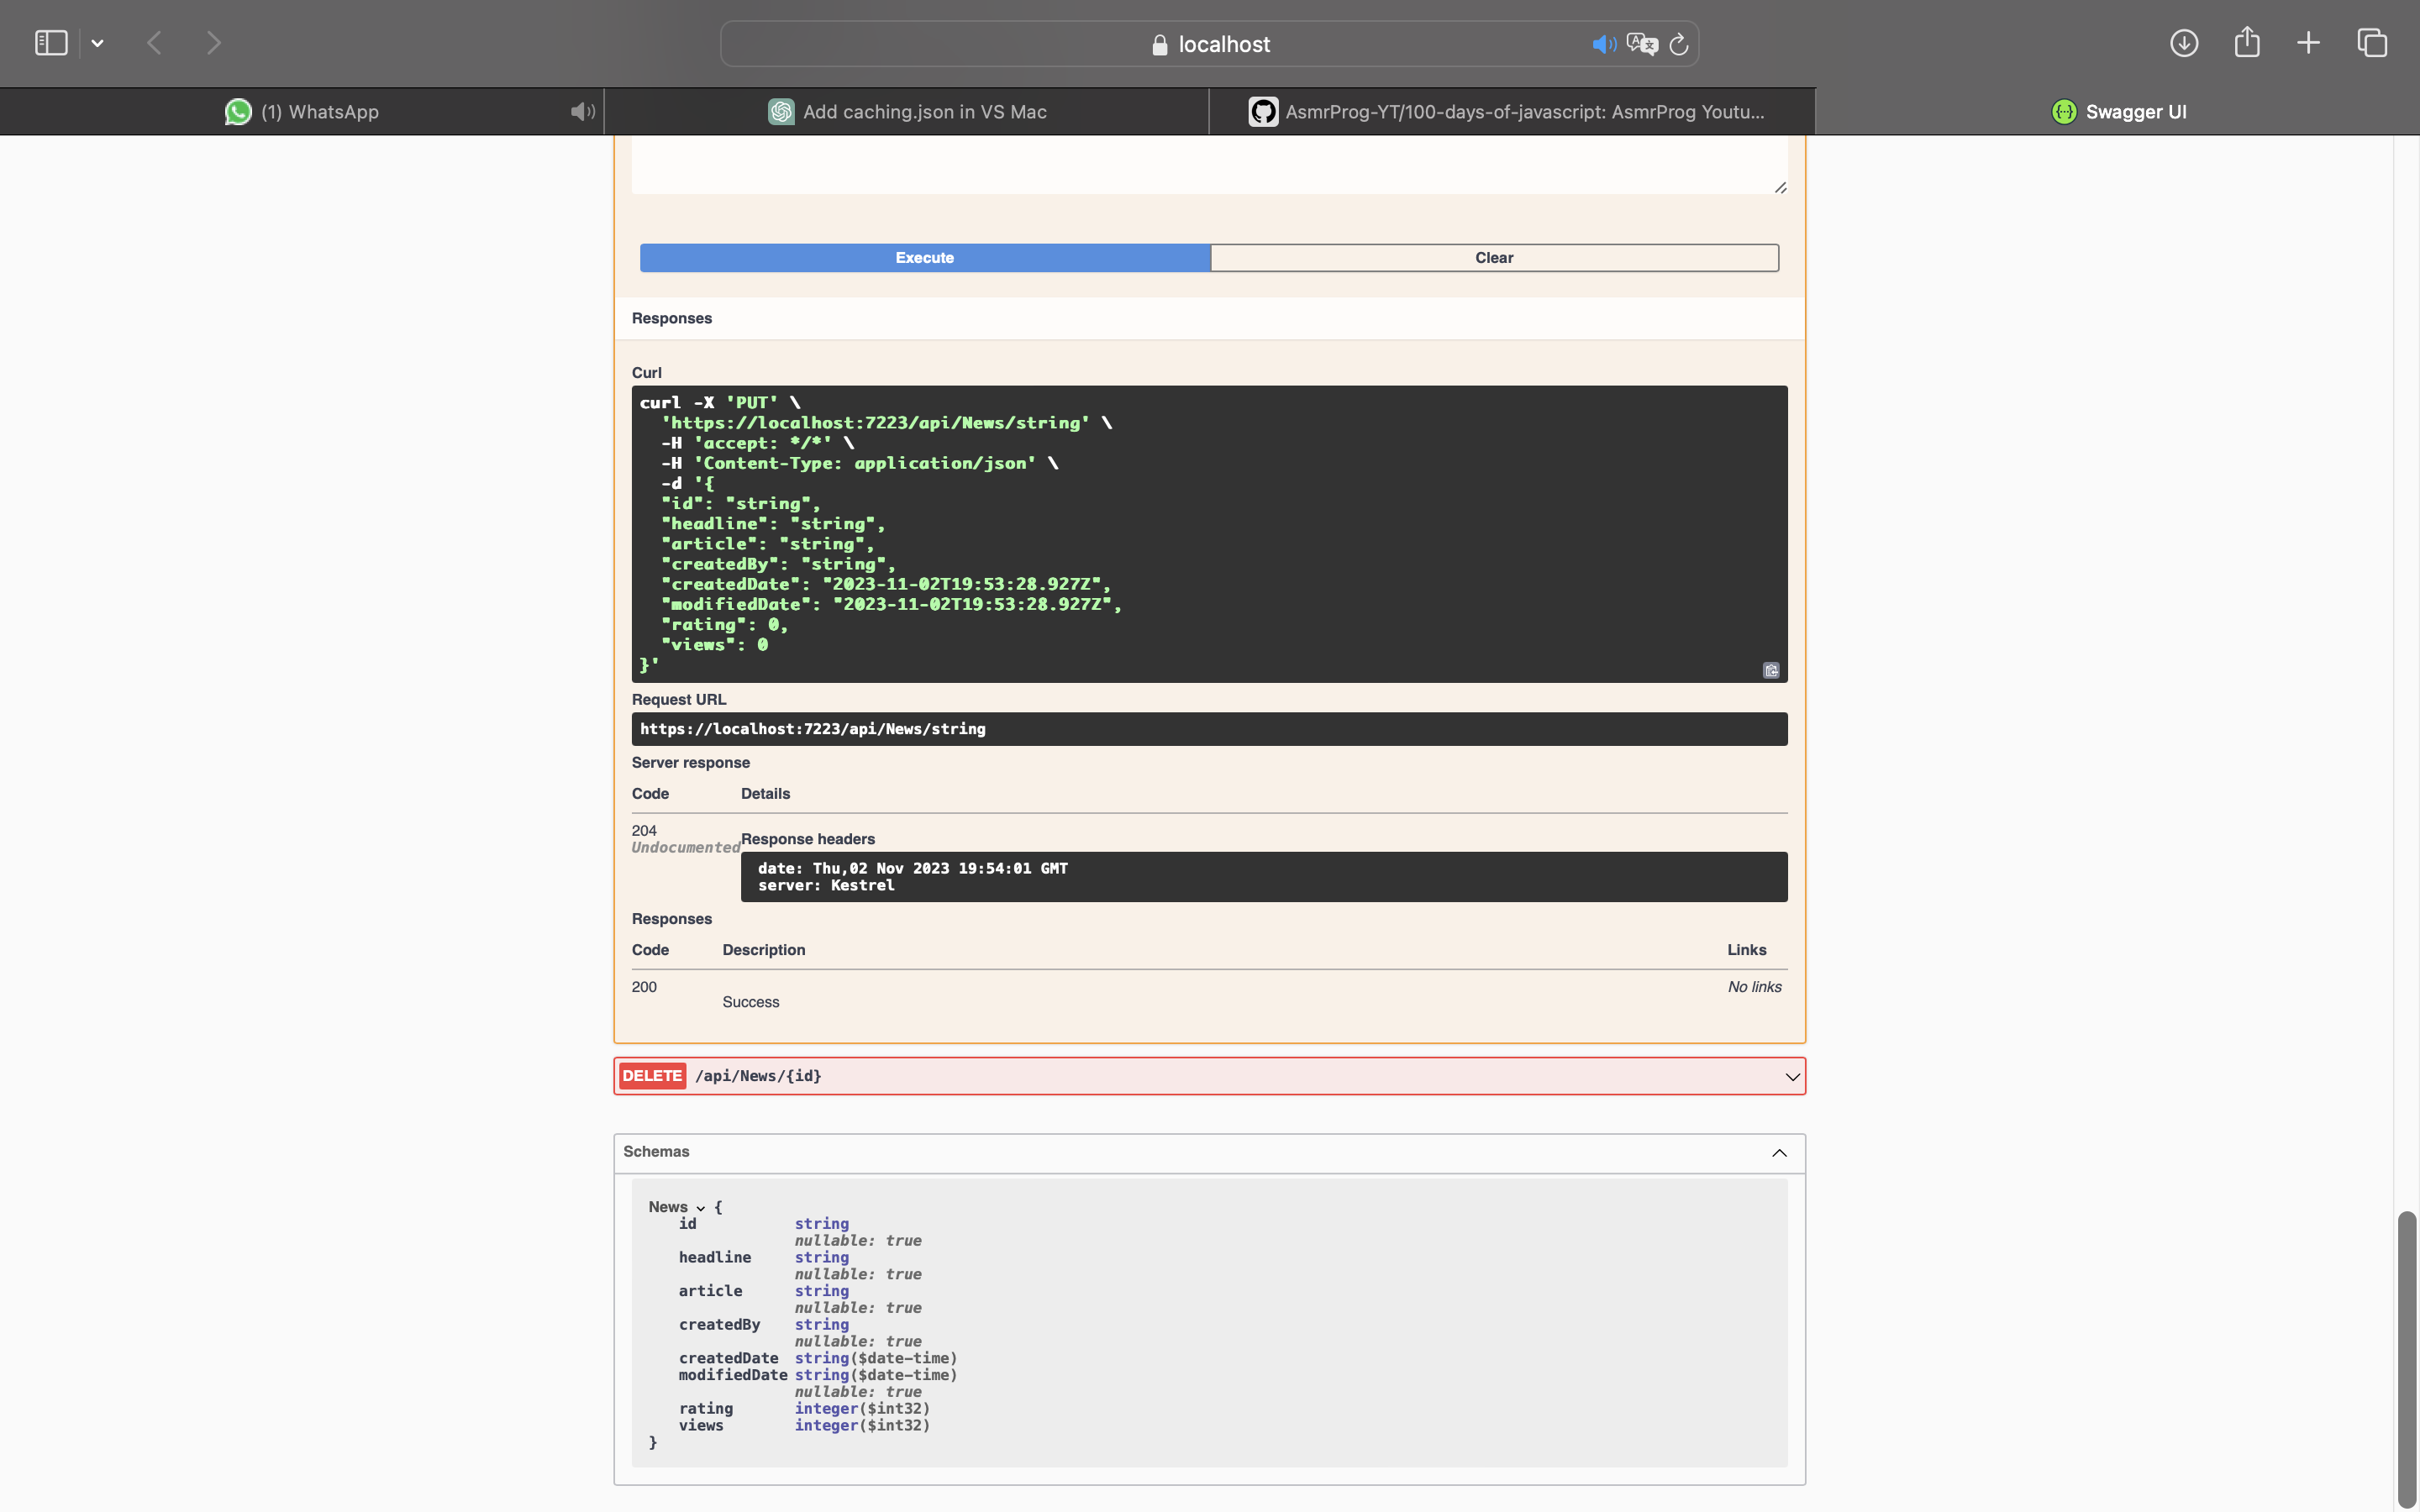 localhost
(1) WhatsApp
Add caching.json in VS Mac
AsmrProg-YT/100-days-of-javascript: AsmrProg Youtu...
Swagger UI
Execute
Clear
Responses
Curl
curl -X 'PUT' \
'https://localhost:7223/api/News/string' \
-H 'accept: */*' \
-H 'Content-Type: application/json' \
-d '{
"id": "string",
"headline": "string",
"article": "string",
"createdBy": "string",
"createdDate": "2023-11-02T19:53:28.927Z",
"modifiedDate": "2023-11-02T19:53:28.927Z",
"rating": 0,
"views": 0
}'
Request URL
https://localhost:7223/api/News/string
Server response
Code Details
204
Undocumented
Response headers
date: Thu,02 Nov 2023 19:54:01 GMT
server: Kestrel
Responses
Code Description Links
200
Success
No links
DELETE /api/News/{id}
Schemas
News {
id string
nullable: true
headline string
nullable: true
article string
nullable: true
createdBy string
nullable: true
createdDate string($date-time)
modifiedDate string($date-time)
nullable: true
rating integer($int32)
views integer($int32)
}